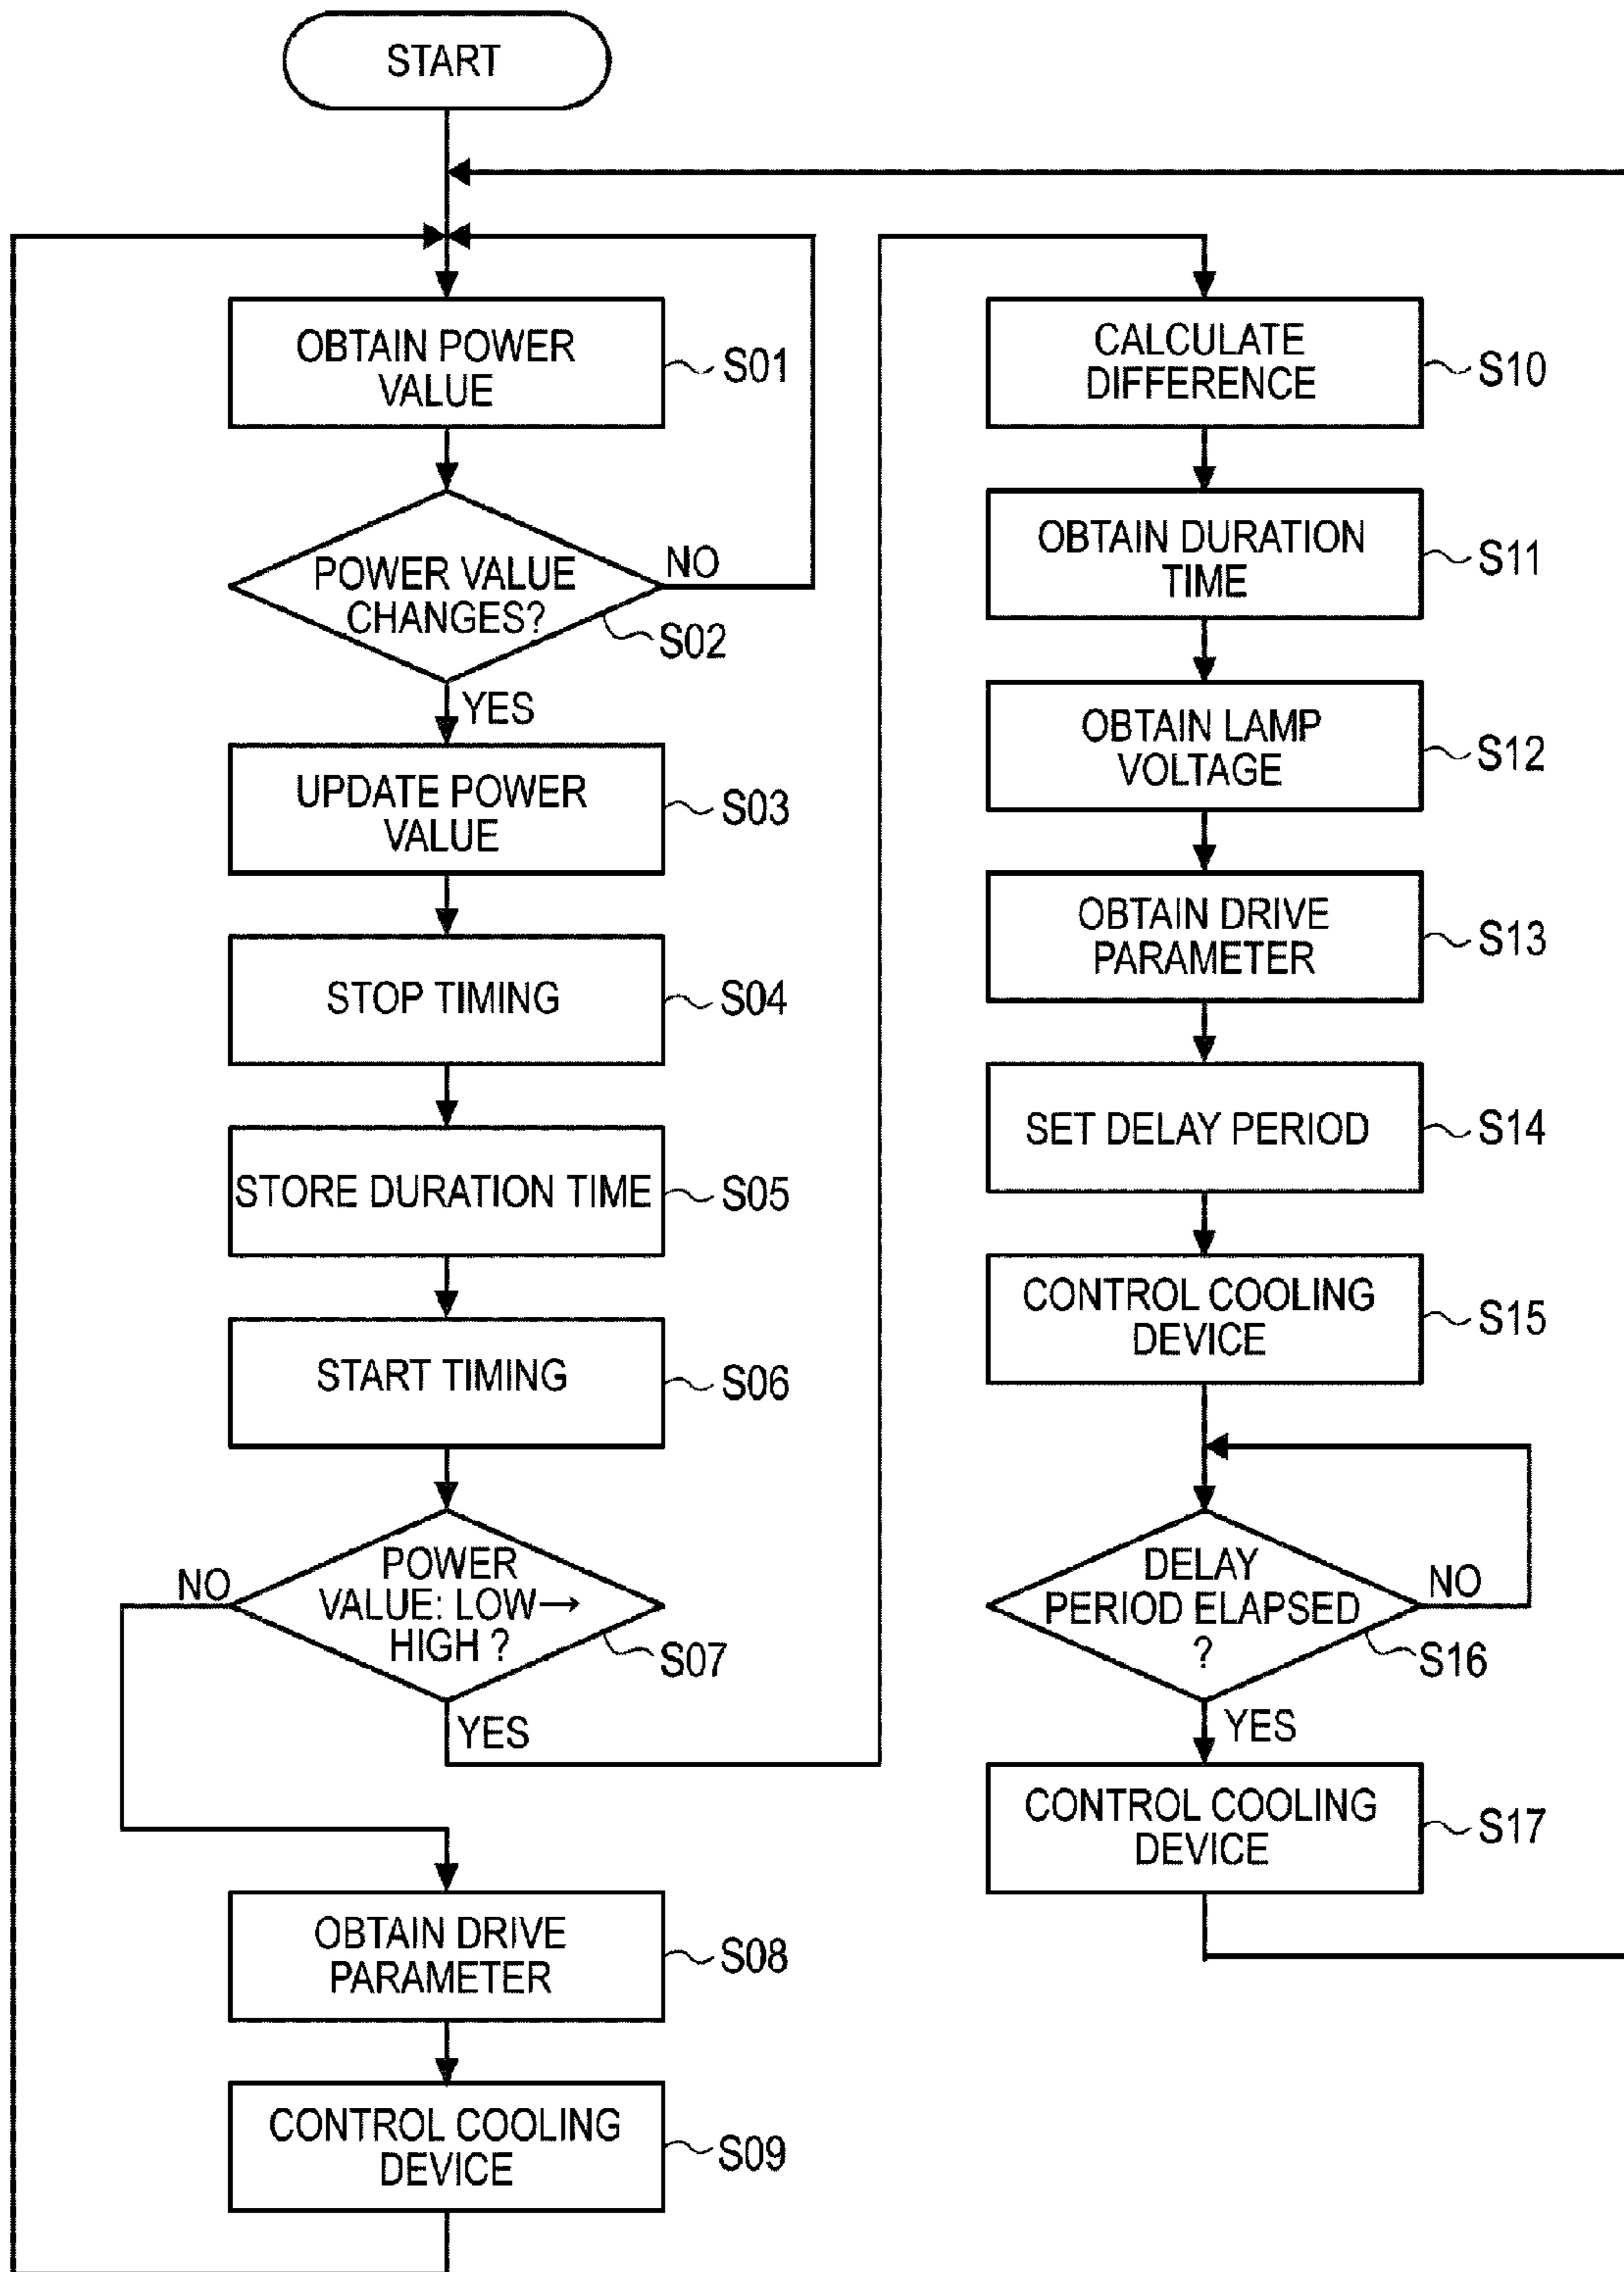 START
OBTAIN POWER
VALUE
S01
POWER VALUE
CHANGES?
NO
S02
YES
UPDATE POWER
VALUE
S03
STOP TIMING
S04
STORE DURATION TIME
S05
START TIMING
S06
POWER
VALUE: LOW→
HIGH ?
NO
S07
YES
OBTAIN DRIVE
PARAMETER
S08
CONTROL COOLING
DEVICE
S09
CALCULATE
DIFFERENCE
S10
OBTAIN DURATION
TIME
S11
OBTAIN LAMP
VOLTAGE
S12
OBTAIN DRIVE
PARAMETER
S13
SET DELAY PERIOD
S14
CONTROL COOLING
DEVICE
S15
DELAY
PERIOD ELAPSED
?
NO
S16
YES
CONTROL COOLING
DEVICE
S17